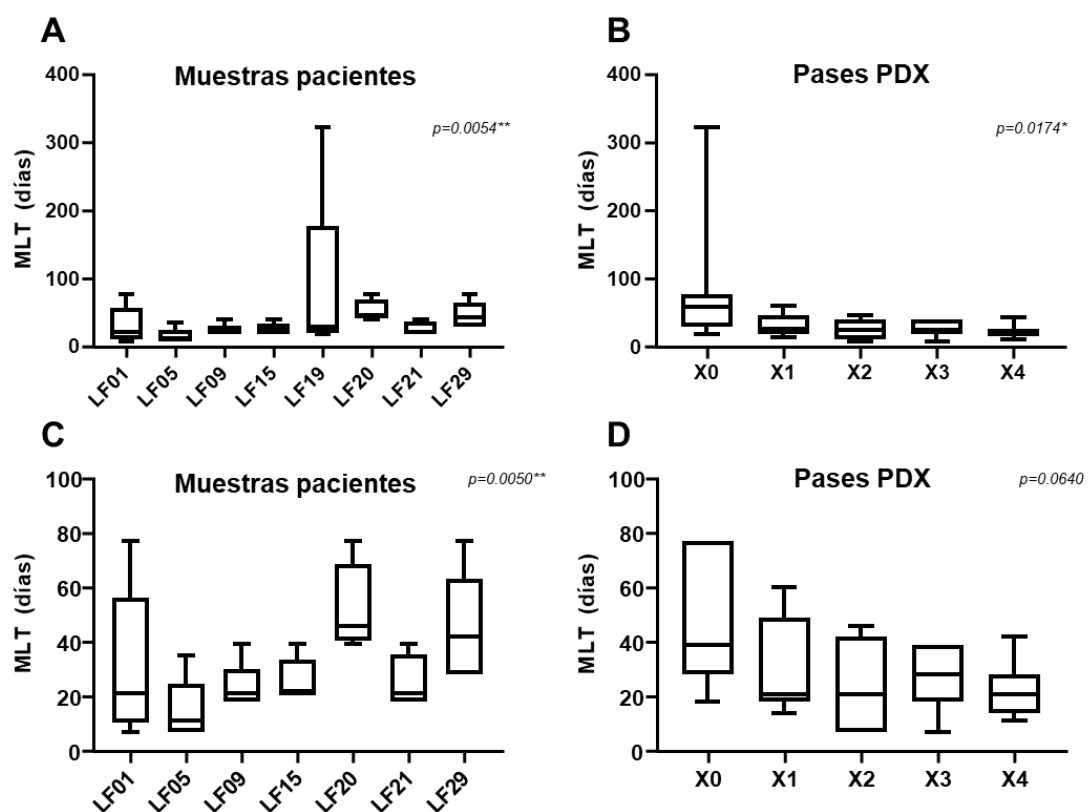 A
Muestras pacientes
p=0.0054**
MLT (días)
400
300
200
100
0
LF01
LF05
LF09
LF15
LF19
LF20
LF21
LF29
B
Pases PDX
p=0.0174*
MLT (días)
400
300
200
100
0
X0
X1
X2
X3
X4
C
Muestras pacientes
p=0.0050**
MLT (días)
100
80
60
40
20
0
LF01
LF05
LF09
LF15
LF20
LF21
LF29
D
Pases PDX
p=0.0640
MLT (días)
100
80
60
40
20
0
X0
X1
X2
X3
X4